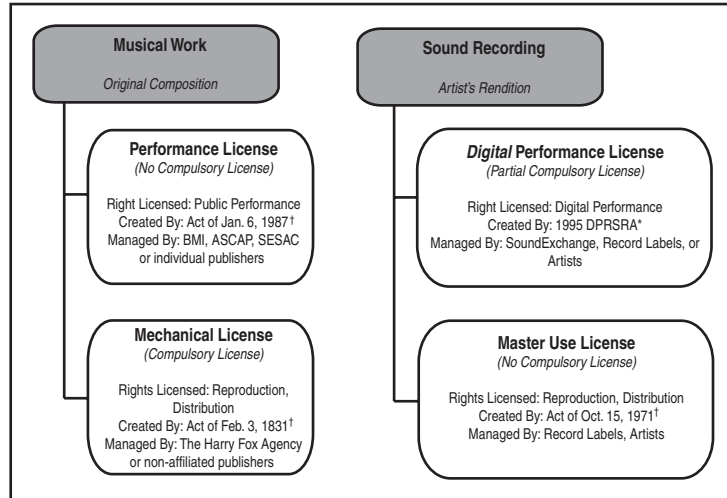 Musical Work
Original Composition
Performance License
(No Compulsory License)
Right Licensed: Public Performance
Created By: Act of Jan. 6, 1987†
Managed By: BMI, ASCAP, SESAC
or individual publishers
Mechanical License
(Compulsory License)
Rights Licensed: Reproduction,
Distribution
Created By: Act of Feb. 3, 1831†
Managed By: The Harry Fox Agency
or non-affiliated publishers
Sound Recording
Artist's Rendition
Digital Performance License
(Partial Compulsory License)
Right Licensed: Digital Performance
Created By: 1995 DPRSRA*
Managed By: SoundExchange, Record Labels, or
Artists
Master Use License
(No Compulsory License)
Rights Licensed: Reproduction, Distribution
Created By: Act of Oct. 15, 1971†
Managed By: Record Labels, Artists